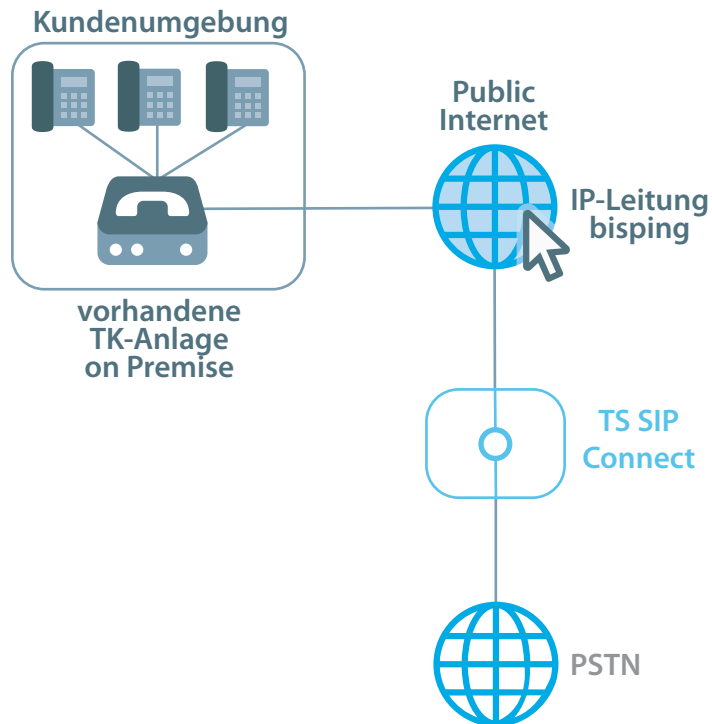 Kundenumgebung
Public
Internet
IP-Leitung
bisping
vorhandene
TK-Anlage
on Premise
TS SIP
Connect
PSTN